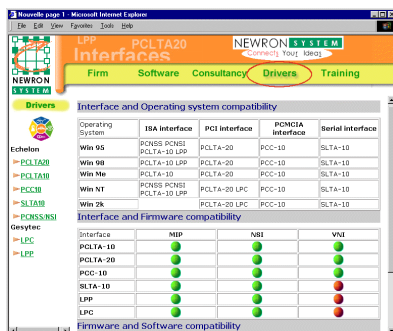 Nouvelle page 1 - Microsoft Internet Explorer
File Edit View Favorites Tools Help
LPP PCLTA20
Interfaces
NEWRON SYSTEM
Connects Your Ideas
NEWRON
SYSTEM
Firm Software Consultancy Drivers Training
Drivers
Echelon
PCLTA20
PCLTA10
PCC10
SLTA10
PCNSS/NSI
Gesytec
LPC
LPP
Interface and Operating system compatibility
Operating System ISA interface PCI interface PCMCIA interface Serial interface
Win 95 PCNSS PCNSI PCLTA-10 LPP PCLTA-20 PCC-10 SLTA-10
Win 98 PCLTA-10 LPP PCLTA-20 PCC-10 SLTA-10
Win Me PCLTA-10 PCLTA-20 PCC-10 SLTA-10
Win NT PCNSS PCNSI PCLTA-10 LPP PCLTA-20 LPC PCC-10 SLTA-10
Win 2k PCLTA-20 LPC PCC-10 SLTA-10
Interface and Firmware compatibility
Interface MIP NSI VNI
PCLTA-10
PCLTA-20
PCC-10
SLTA-10
LPP
LPC
Firmware and Software compatibility